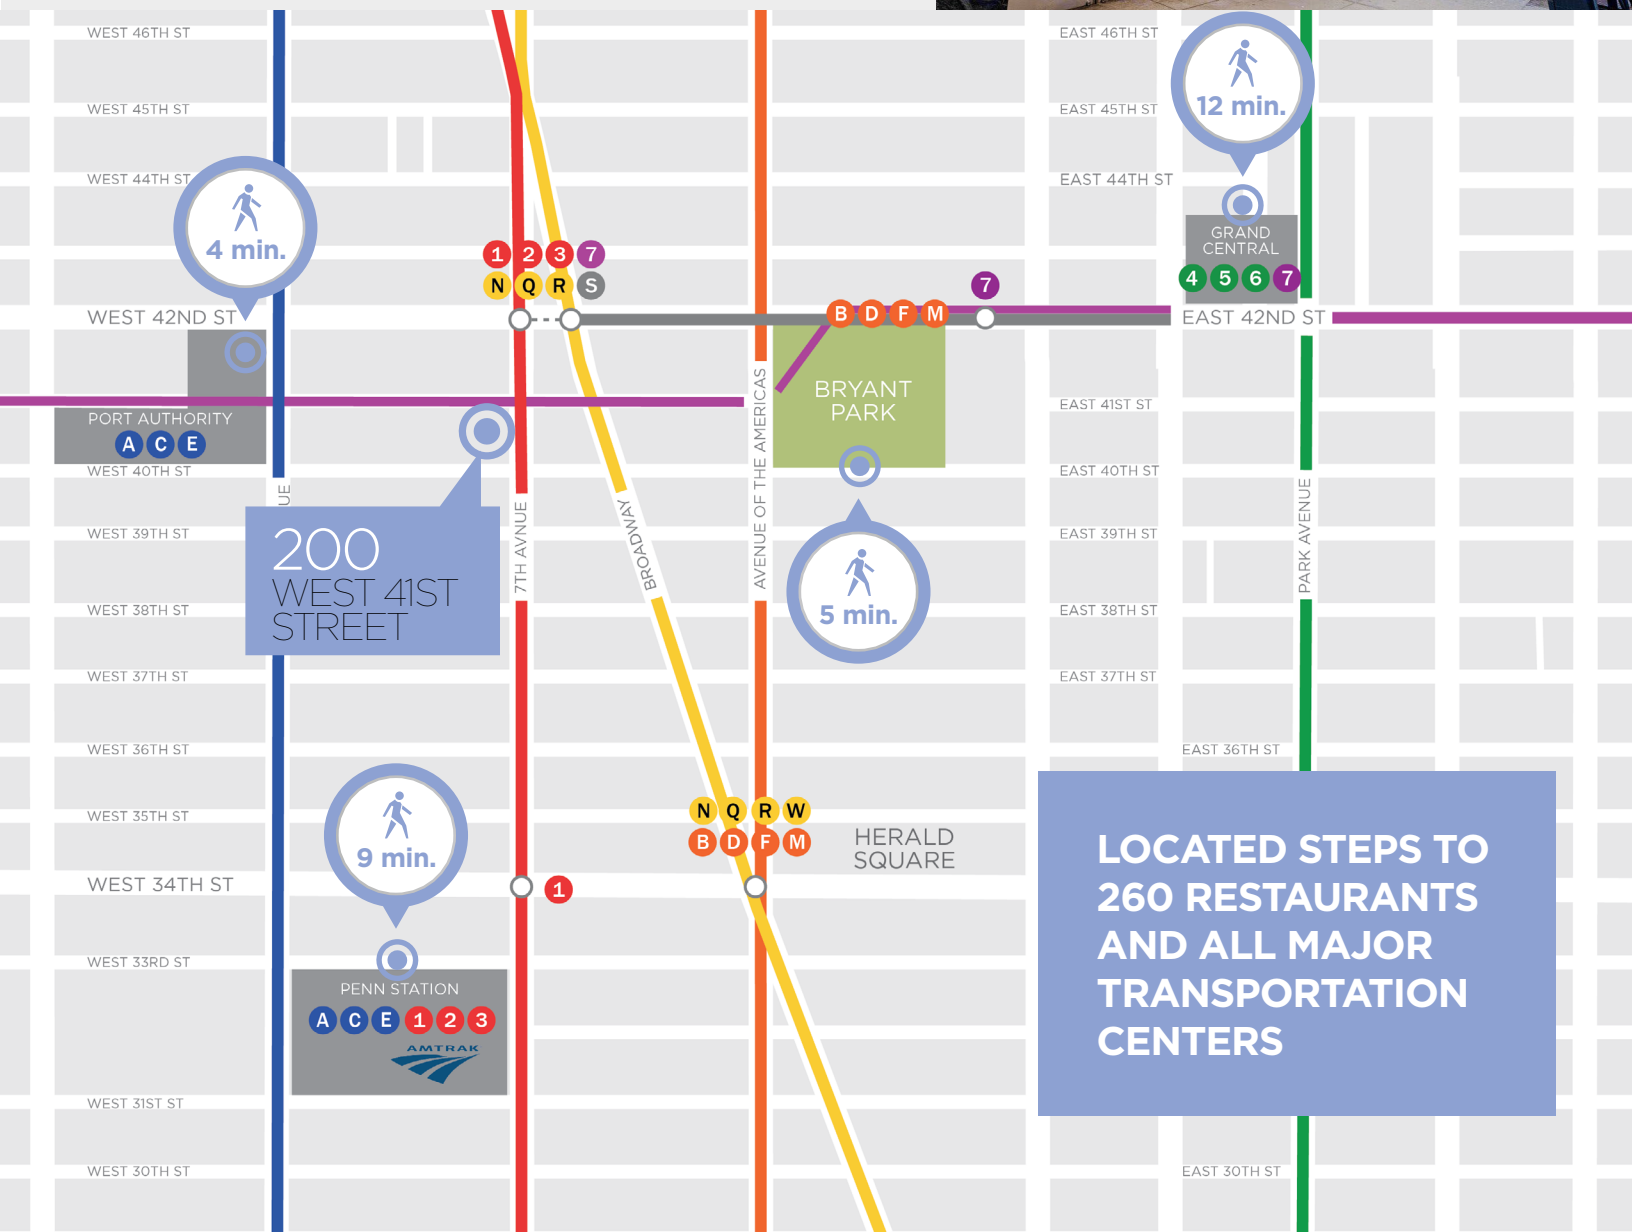 WEST 46TH ST
EAST 46TH ST
12 min.
WEST 45TH ST
EAST 45TH ST
WEST 44TH ST
EAST 44TH ST
4 min.
1 2 3 7
N Q R S
GRAND
CENTRAL
4 5 6 7
7
B D F M
WEST 42ND ST
EAST 42ND ST
BRYANT
PARK
PORT AUTHORITY
A C E
EAST 41ST ST
WEST 40TH ST
EAST 40TH ST
UE
7TH AVNUE
BROADWAY
AVENUE OF THE AMERICAS
PARK AVENUE
WEST 39TH ST
EAST 39TH ST
200
WEST 41ST
STREET
5 min.
WEST 38TH ST
EAST 38TH ST
WEST 37TH ST
EAST 37TH ST
WEST 36TH ST
EAST 36TH ST
WEST 35TH ST
N Q R W
B D F M
HERALD
SQUARE
9 min.
WEST 34TH ST
1
WEST 33RD ST
PENN STATION
A C E 1 2 3
AMTRAK
LOCATED STEPS TO
260 RESTAURANTS
AND ALL MAJOR
TRANSPORTATION
CENTERS
WEST 31ST ST
WEST 30TH ST
EAST 30TH ST